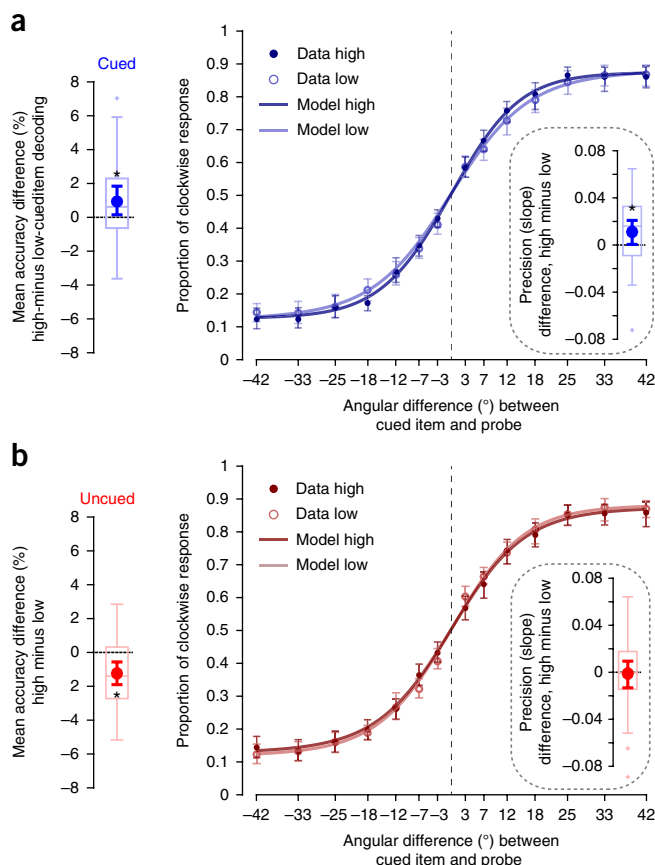 a
Cued
Mean accuracy difference (%)
high-minus low-cueditem decoding
8
6
4
2
0
−2
−4
−6
−8
*
Proportion of clockwise response
1
0.9
0.8
0.7
0.6
0.5
0.4
0.3
0.2
0.1
0
Data high
Data low
Model high
Model low
−42 −33 −25 −18 −12 −7 −3 3 7 12 18 25 33 42
Angular difference (°) between
cued item and probe
Precision (slope)
difference, high minus low
0.08
0.04
0
−0.04
−0.08
*
b
Uncued
Mean accuracy difference (%)
high minus low
8
6
4
2
0
2
−4
−6
−8
*
Proportion of clockwise response
1
0.9
0.8
0.7
0.6
0.5
0.4
0.3
0.2
0.1
0
Data high
Data low
Model high
Model low
−42 −33 −25 −18 −12 −7 −3 3 7 12 18 25 33 42
Angular difference (°) between
cued item and probe
Precision (slope)
difference, high minus low
0.08
0.04
0
−0.04
−0.08